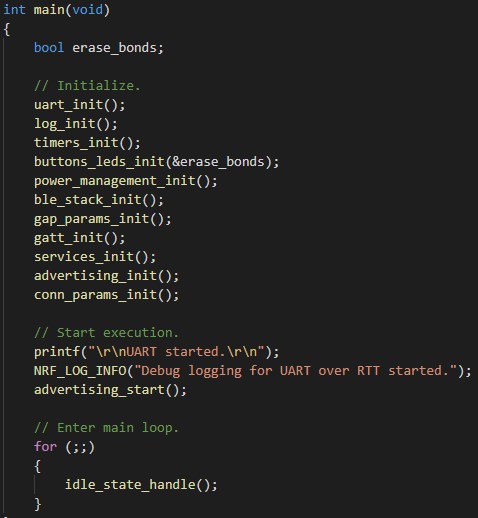 int main(void)
{
    bool erase_bonds;

    // Initialize.
    uart_init();
    log_init();
    timers_init();
    buttons_leds_init(&erase_bonds);
    power_management_init();
    ble_stack_init();
    gap_params_init();
    gatt_init();
    services_init();
    advertising_init();
    conn_params_init();

    // Start execution.
    printf("\r\nUART started.\r\n");
    NRF_LOG_INFO("Debug logging for UART over RTT started.");
    advertising_start();

    // Enter main loop.
    for (;;)
    {
        idle_state_handle();
    }